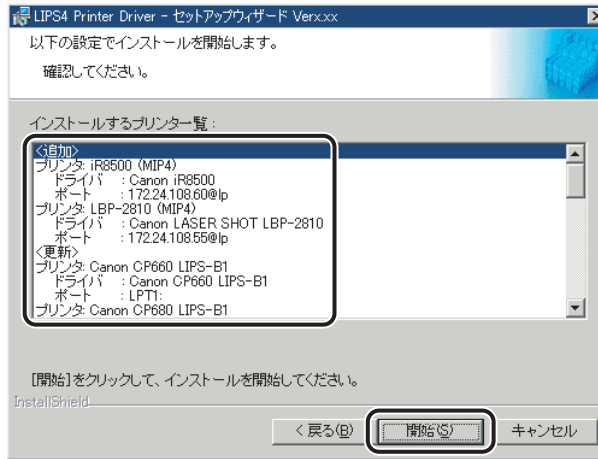 LIPS4 Printer Driver - セットアップウィザード Verx.xx
以下の設定でインストールを開始します。
確認してください。
インストールするプリンター覧 :
<追加>
プリンタ: iR8500 (MIP4)
ドライバ : Canon iR8500
ポート : 172.24.108.60@lp
プリンタ: LBP-2810 (MIP4)
ドライバ : Canon LASER SHOT LBP-2810
ポート : 172.24.108.55@lp
<更新>
プリンタ: Canon CP660 LIPS-B1
ドライバ : Canon CP660 LIPS-B1
ポート : LPT1:
プリンタ: Canon CP680 LIPS-B1
[開始]をクリックして、インストールを開始してください。
InstallShield
< 戻る(B)
開始(S)
キャンセル